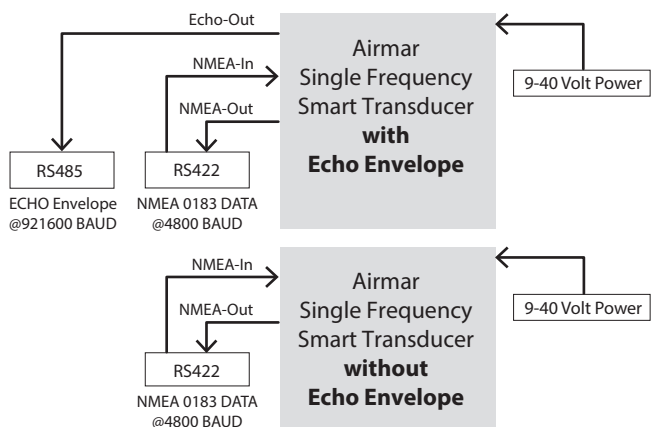 Echo-Out
NMEA-In
NMEA-Out
Airmar
Single Frequency
Smart Transducer
with
Echo Envelope
9-40 Volt Power
RS485
RS422
ECHO Envelope
@921600 BAUD
NMEA 0183 DATA
@4800 BAUD
NMEA-In
NMEA-Out
Airmar
Single Frequency
Smart Transducer
without
Echo Envelope
9-40 Volt Power
RS422
NMEA 0183 DATA
@4800 BAUD